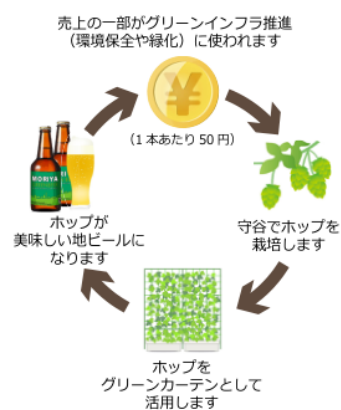 売上の一部がグリーンインフラ推進
（環境保全や緑化）に使われます
¥
（1本あたり50円）
MORIYA
守谷でホップを
栽培します
ホップが
美味しい地ビールに
なります
ホップを
グリーンカーテンとして
活用します